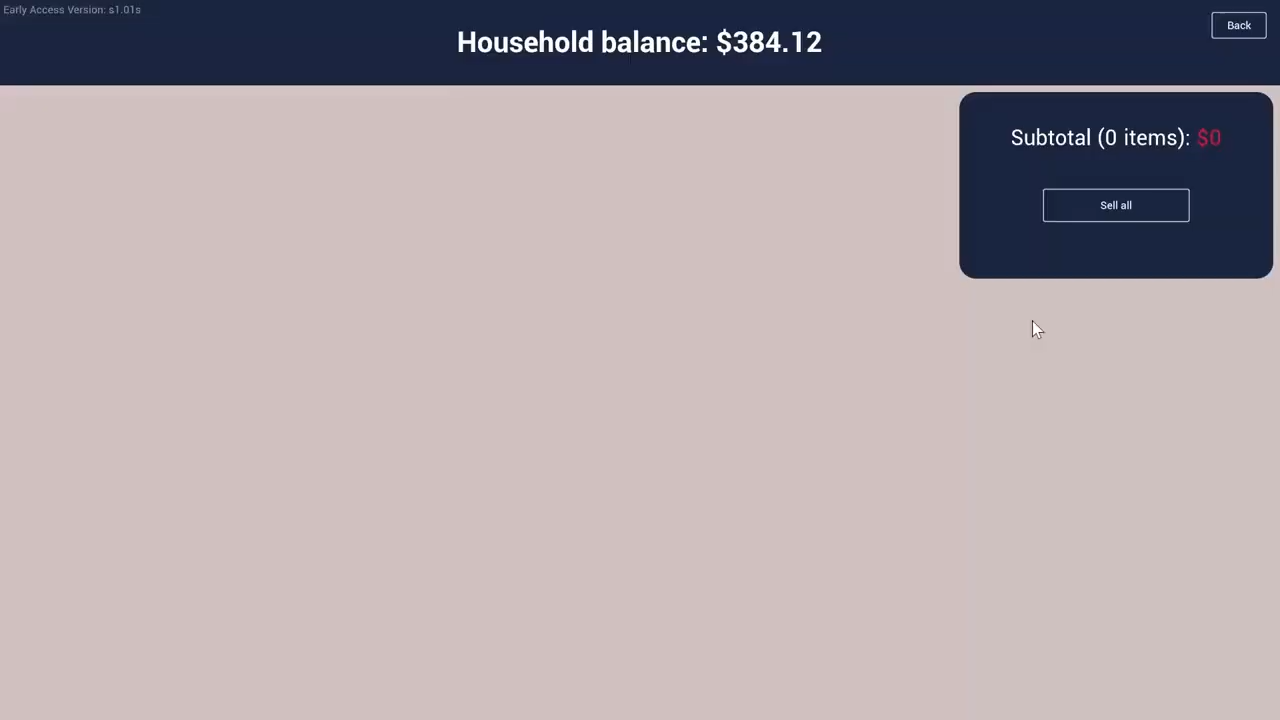 Early Access Version: s1.01s
Household balance: $384.12
Back
Subtotal (0 items): $0
Sell all